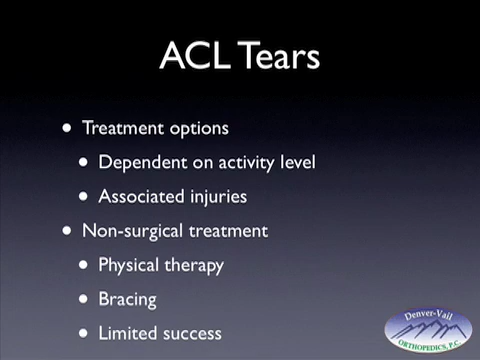 ACL Tears
• Treatment options
• Dependent on activity level
• Associated injuries
• Non-surgical treatment
• Physical therapy
• Bracing
• Limited success
Denver-Vail
ORTHOPEDICS, P.C.